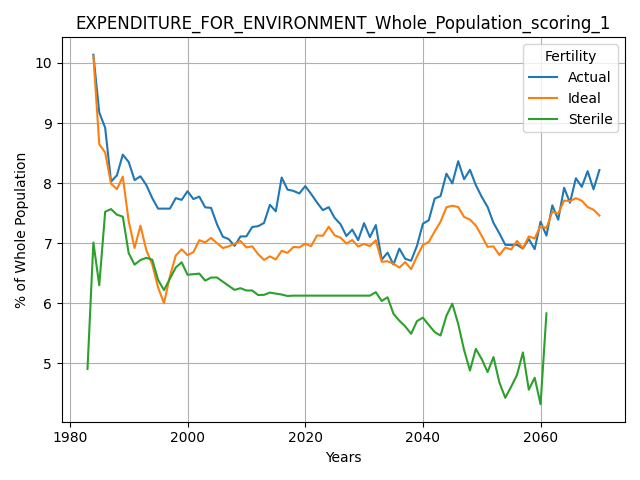 EXPENDITURE_FOR_ENVIRONMENT_Whole_Population_scoring_1
Fertility
Actual
Ideal
Sterile
% of Whole Population
10
9
8
7
6
5
1980
2000
2020
2040
2060
Years